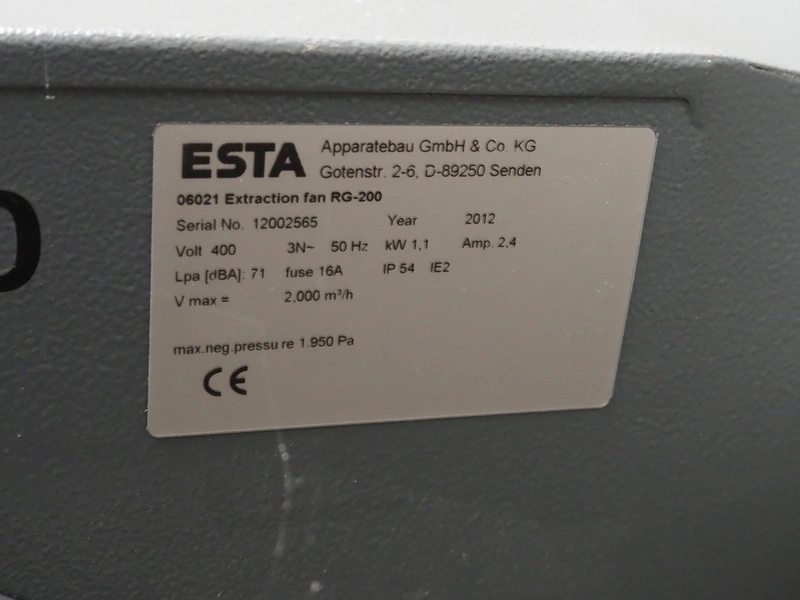 ESTA Apparatebau GmbH & Co. KG
Gotenstr. 2-6, D-89250 Senden
06021 Extraction fan RG-200
Serial No. 12002565 Year 2012
Volt 400 3N~ 50 Hz kW 1,1 Amp. 2,4
Lpa [dBA]: 71 fuse 16A IP 54 IE2
V max = 2,000 m³/h
max.neg.pressu re 1.950 Pa
CE